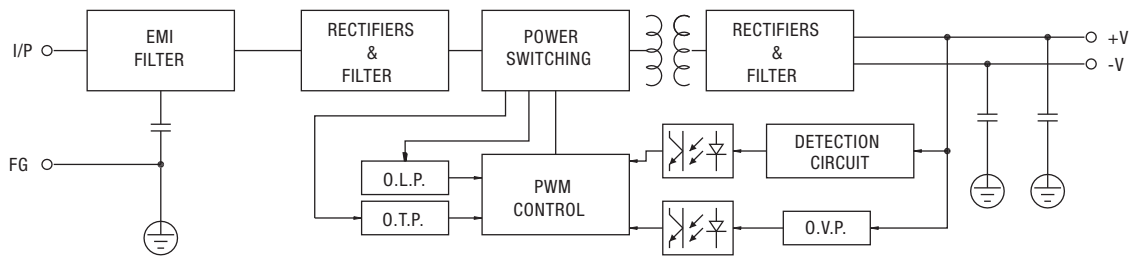 I/P
EMI
FILTER
RECTIFIERS
&
FILTER
POWER
SWITCHING
RECTIFIERS
&
FILTER
+V
-V
FG
O.L.P.
O.T.P.
PWM
CONTROL
DETECTION
CIRCUIT
O.V.P.